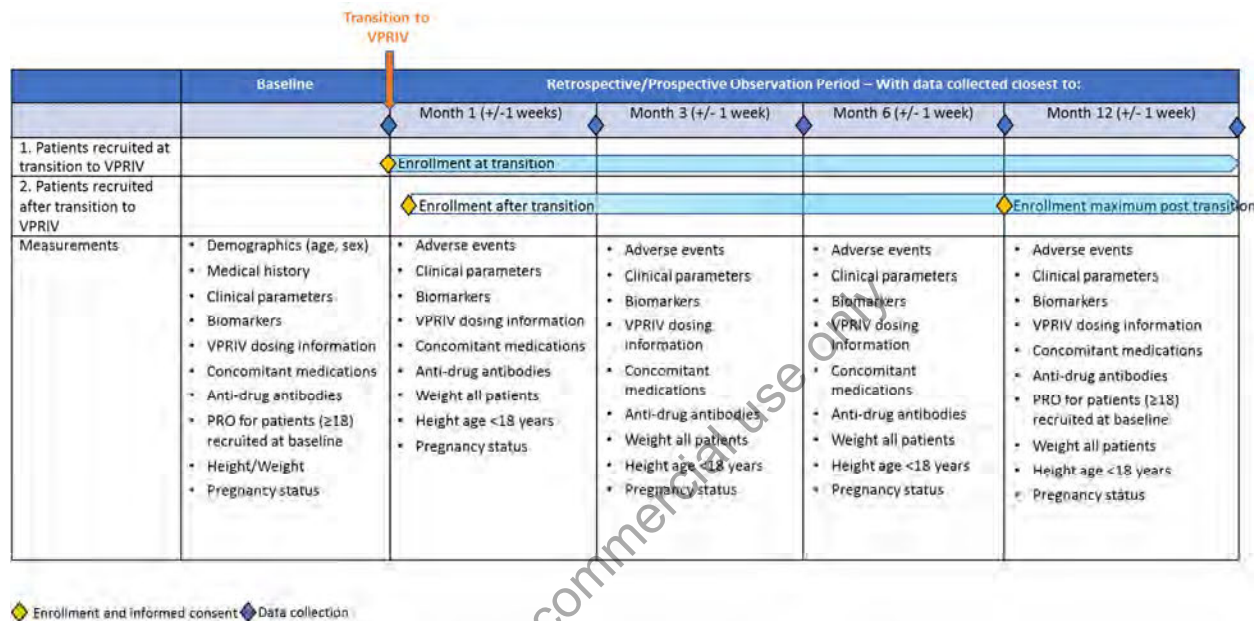 Transition to
VPRIV
Baseline
Retrospective/Prospective Observation Period – With data collected closest to:
Month 1 (+/-1 weeks)
Month 3 (+/- 1 week)
Month 6 (+/- 1 week)
Month 12 (+/- 1 week)
1. Patients recruited at
transition to VPRIV
Enrollment at transition
2. Patients recruited
after transition to
VPRIV
Enrollment after transition
Enrollment maximum post transition
Measurements
• Demographics (age, sex)
• Medical history
• Clinical parameters
• Biomarkers
• VPRIV dosing information
• Concomitant medications
• Anti-drug antibodies
• PRO for patients (≥18)
recruited at baseline
• Height/Weight
• Pregnancy status
• Adverse events
• Clinical parameters
• Biomarkers
• VPRIV dosing information
• Concomitant medications
• Anti-drug antibodies
• Weight all patients
• Height age <18 years
• Pregnancy status
• Adverse events
• Clinical parameters
• Biomarkers
• VPRIV dosing
information
• Concomitant
medications
• Anti-drug antibodies
• Weight all patients
• Height age <18 years
• Pregnancy status
• Adverse events
• Clinical parameters
• Biomarkers
• VPRIV dosing
information
• Concomitant
medications
• Anti-drug antibodies
• Weight all patients
• Height age <18 years
• Pregnancy status
• Adverse events
• Clinical parameters
• Biomarkers
• VPRIV dosing information
• Concomitant medications
• Anti-drug antibodies
• PRO for patients (≥18)
recruited at baseline
• Weight all patients
• Height age <18 years
• Pregnancy status
Enrollment and informed consent
Data collection
commercial use only